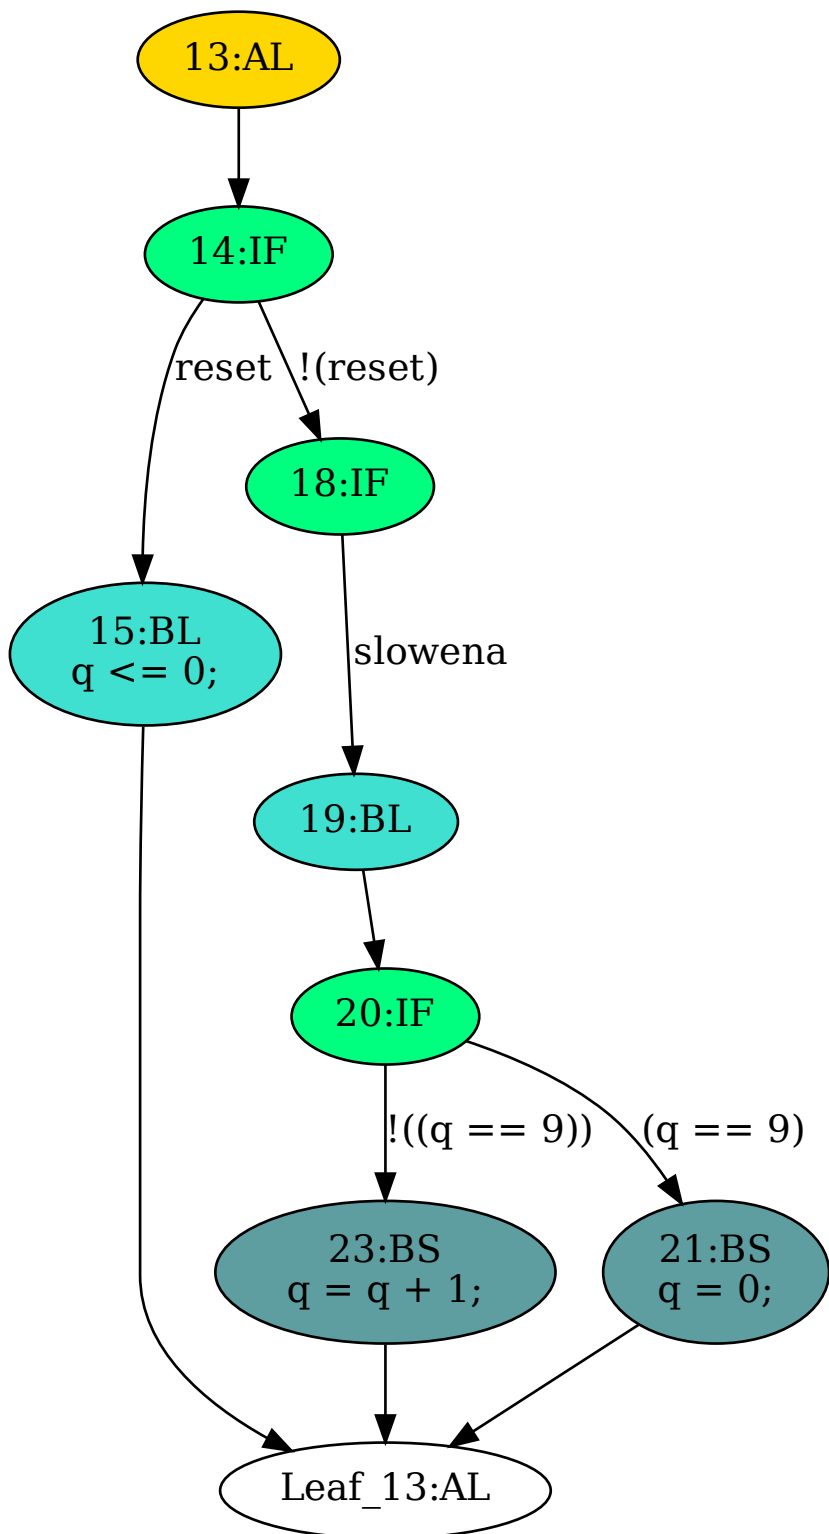 13:AL
14:IF
reset
!(reset)
18:IF
15:BL
q <= 0;
slowena
19:BL
20:IF
!((q == 9))
(q == 9)
23:BS
q = q + 1;
21:BS
q = 0;
Leaf_13:AL